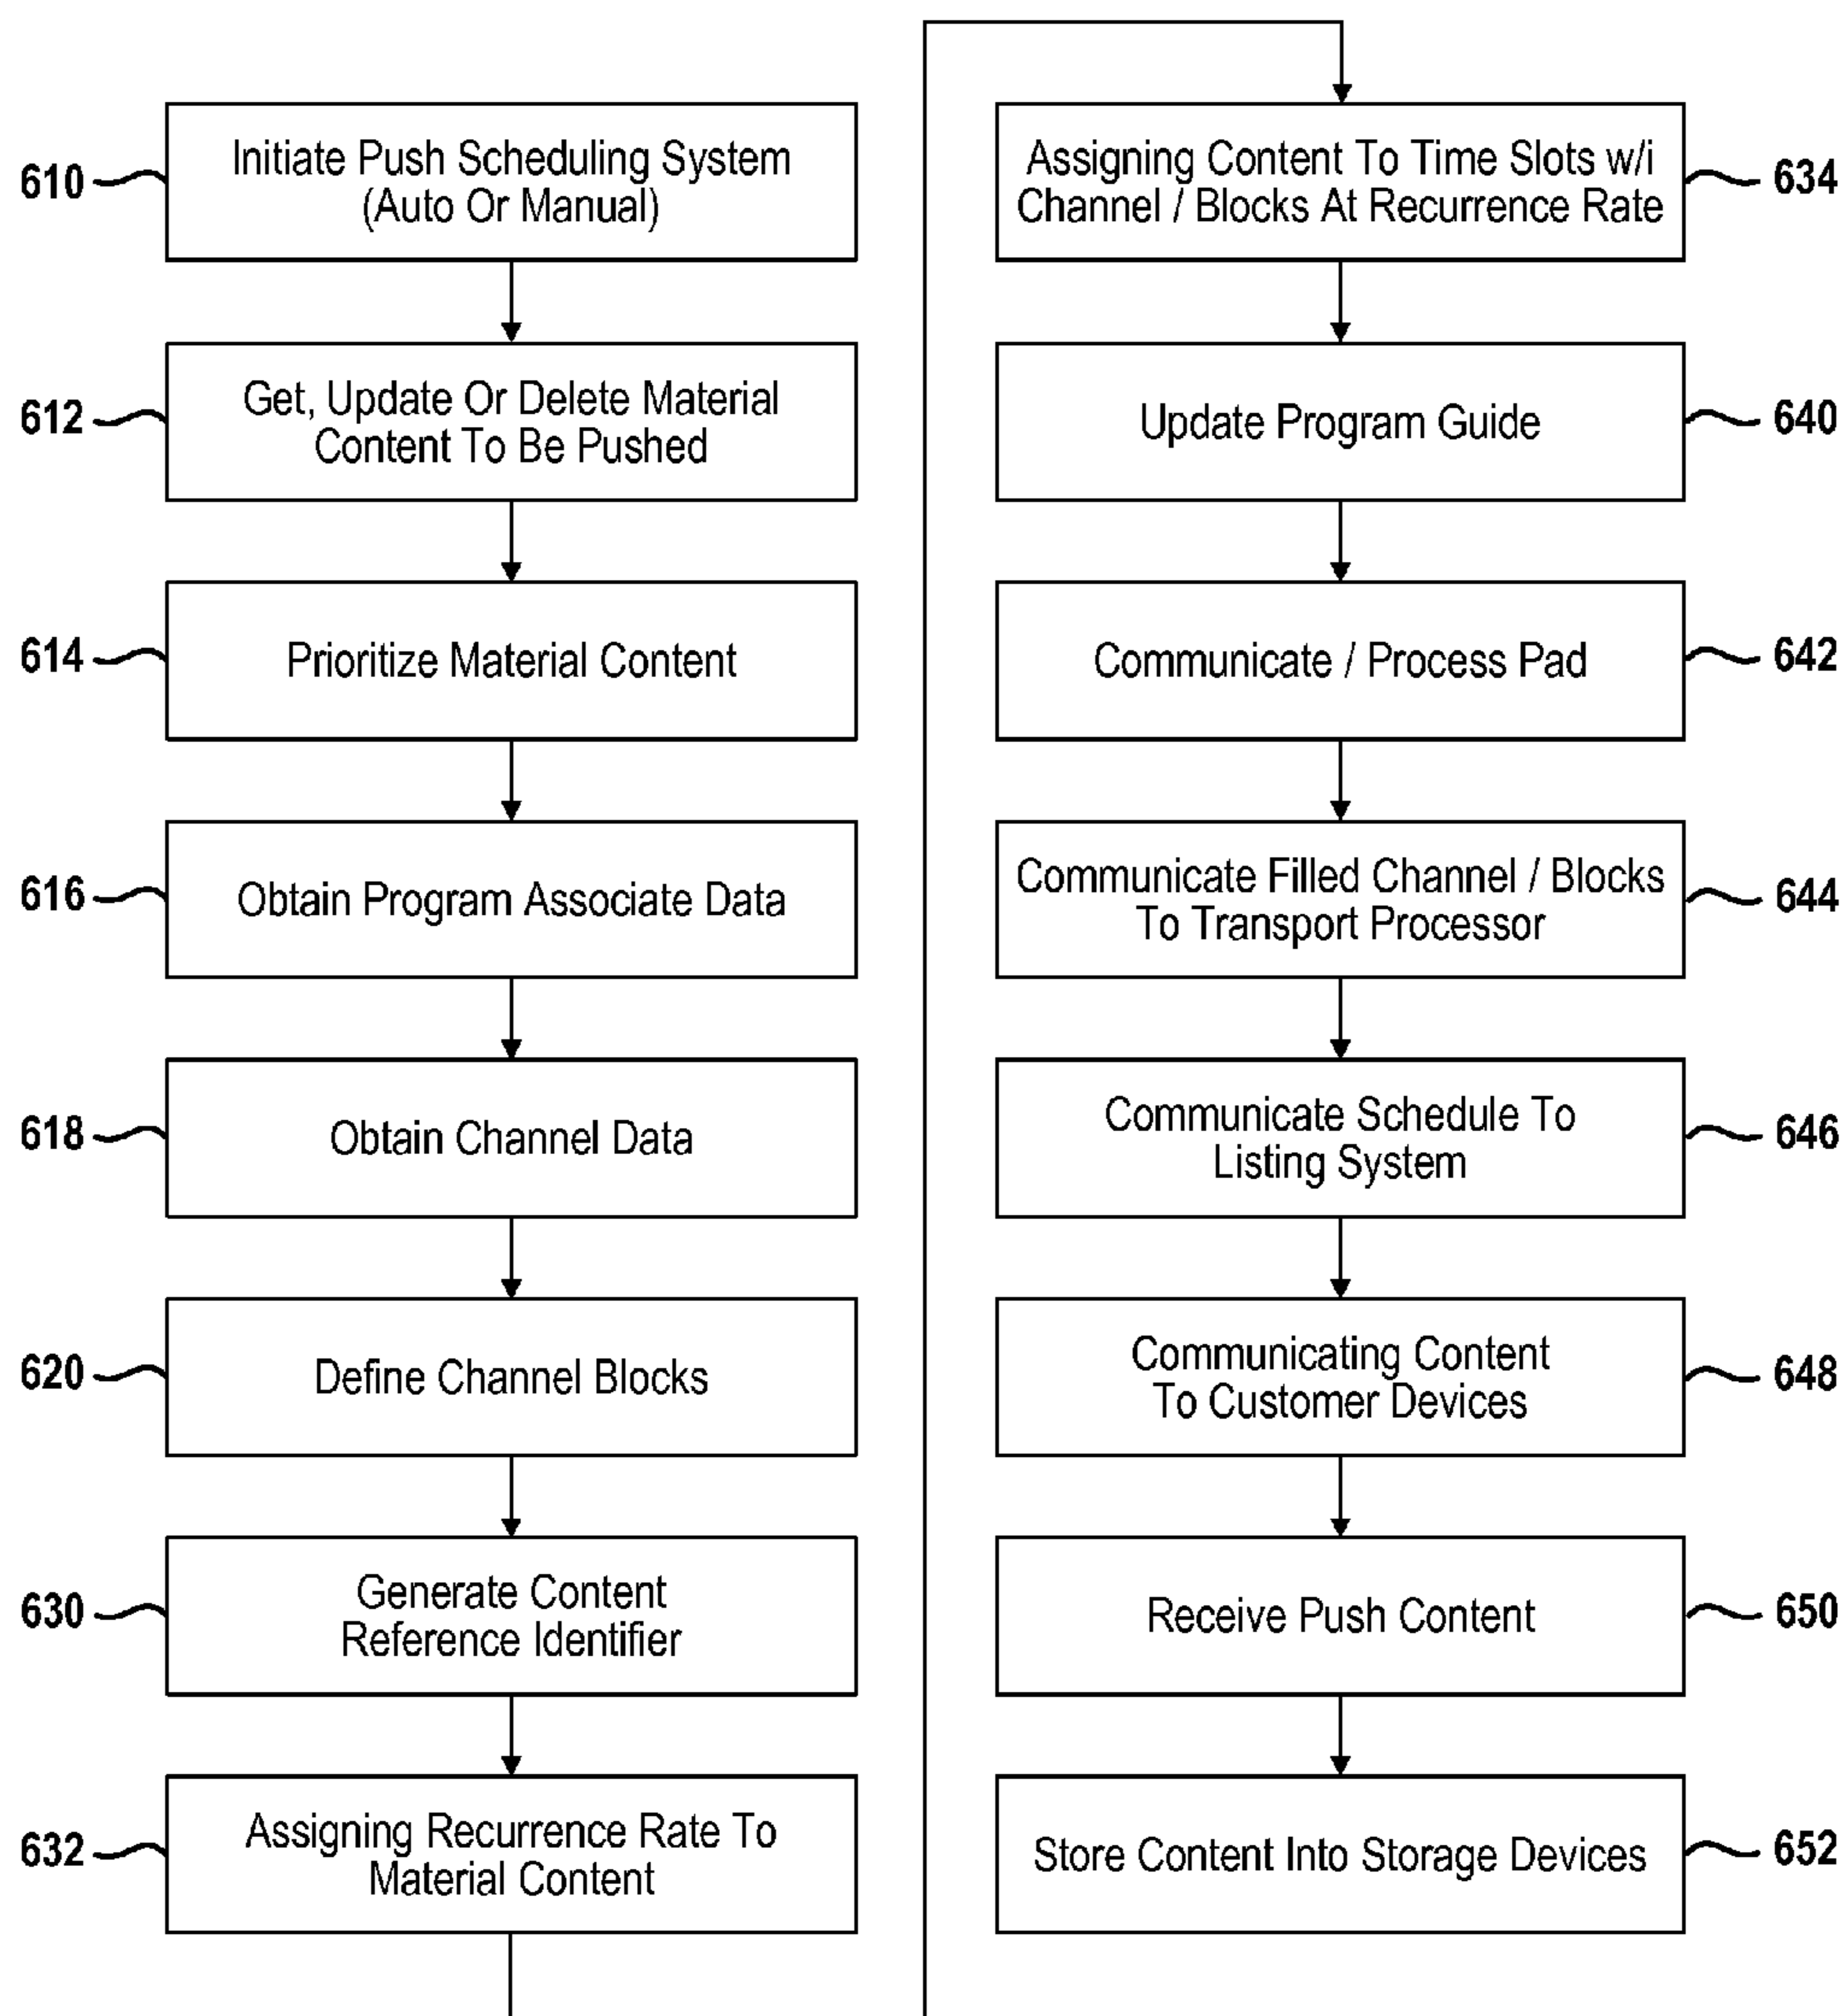 610
Initiate Push Scheduling System
(Auto Or Manual)
612
Get, Update Or Delete Material
Content To Be Pushed
614
Prioritize Material Content
616
Obtain Program Associate Data
618
Obtain Channel Data
620
Define Channel Blocks
630
Generate Content
Reference Identifier
632
Assigning Recurrence Rate To
Material Content
Assigning Content To Time Slots w/i
Channel / Blocks At Recurrence Rate
634
Update Program Guide
640
Communicate / Process Pad
642
Communicate Filled Channel / Blocks
To Transport Processor
644
Communicate Schedule To
Listing System
646
Communicating Content
To Customer Devices
648
Receive Push Content
650
Store Content Into Storage Devices
652